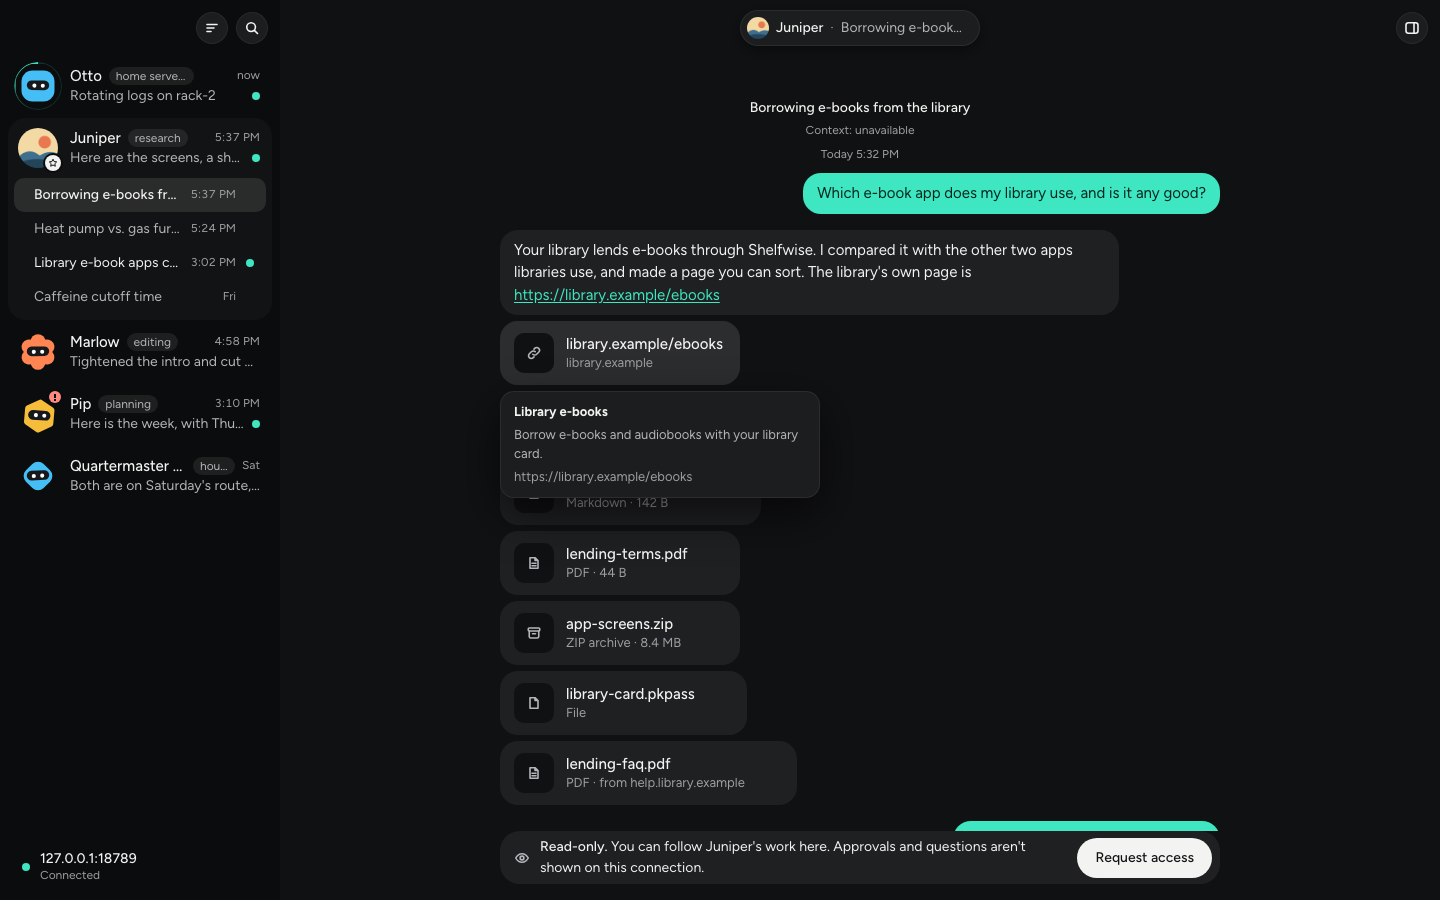 Otto home serve... now
Rotating logs on rack-2
Juniper research 5:37 PM
Here are the screens, a sh...
Borrowing e-books fr... 5:37 PM
Heat pump vs. gas fur... 5:24 PM
Library e-book apps c... 3:02 PM
Caffeine cutoff time Fri
Marlow editing 4:58 PM
Tightened the intro and cut ...
Pip planning 3:10 PM
Here is the week, with Thu...
Quartermaster ... hou... Sat
Both are on Saturday's route,...
127.0.0.1:18789
Connected
Juniper · Borrowing e-book...
Borrowing e-books from the library
Context: unavailable
Today 5:32 PM
Which e-book app does my library use, and is it any good?
Your library lends e-books through Shelfwise. I compared it with the other two apps
libraries use, and made a page you can sort. The library's own page is
https://library.example/ebooks
library.example/ebooks
library.example
Library e-books
Borrow e-books and audiobooks with your library
card.
https://library.example/ebooks
Markdown · 142 B
lending-terms.pdf
PDF · 44 B
app-screens.zip
ZIP archive · 8.4 MB
library-card.pkpass
File
lending-faq.pdf
PDF · from help.library.example
Read-only. You can follow Juniper's work here. Approvals and questions aren't
shown on this connection.
Request access